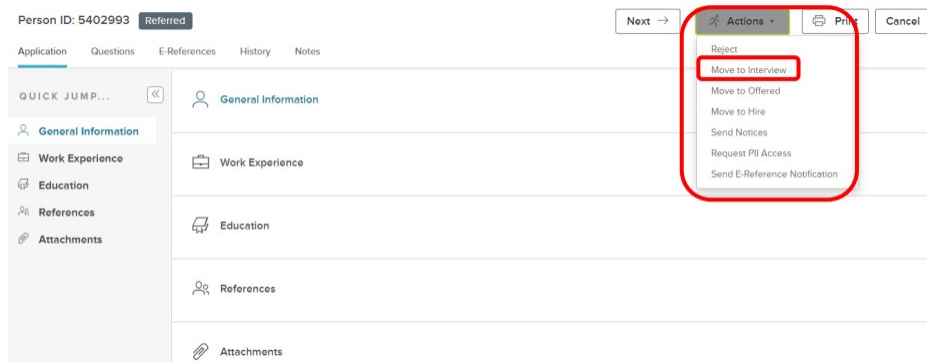 Person ID: 5402993 Referred
Next → Actions Print Cancel
Application Questions E-References History Notes
QUICK JUMP...
General Information
Work Experience
Education
References
Attachments
General Information
Work Experience
Education
References
Attachments
Reject
Move to Interview
Move to Offered
Move to Hire
Send Notices
Request PII Access
Send E-Reference Notification